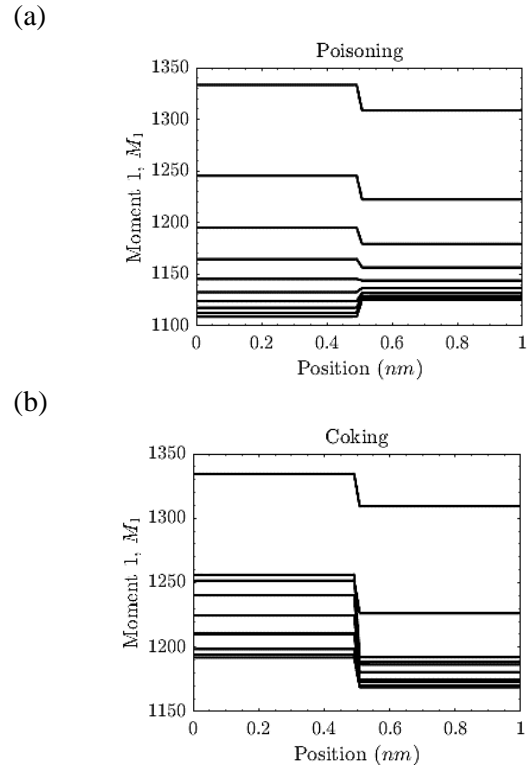 (a)
Poisoning
Moment 1, M₁
1350
1300
1250
1200
1150
1100
0 0.2 0.4 0.6 0.8 1
Position (nm)
(b)
Coking
Moment 1, M₁
1350
1300
1250
1200
1150
0 0.2 0.4 0.6 0.8 1
Position (nm)